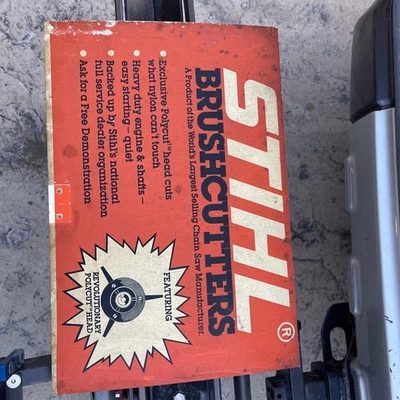 STIHL®
BRUSHCUTTERS
A Product of the World's Largest Selling Chain Saw Manufacturer.
• Exclusive Polycut™ head cuts
what nylon can't touch
• Heavy duty engine & shafts –
easy starting – quiet
• Backed up by Stihl's national
full service dealer organization
• Ask for a Free Demonstration
FEATURING
REVOLUTIONARY
POLYCUT™ HEAD